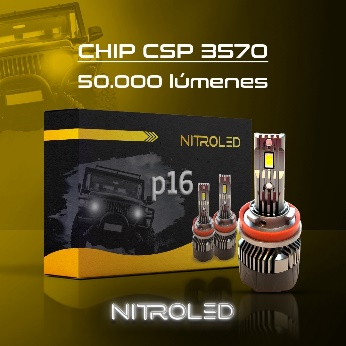 CHIP CSP 3570
50.000 lúmenes
NITROLED
p16
NITROLED